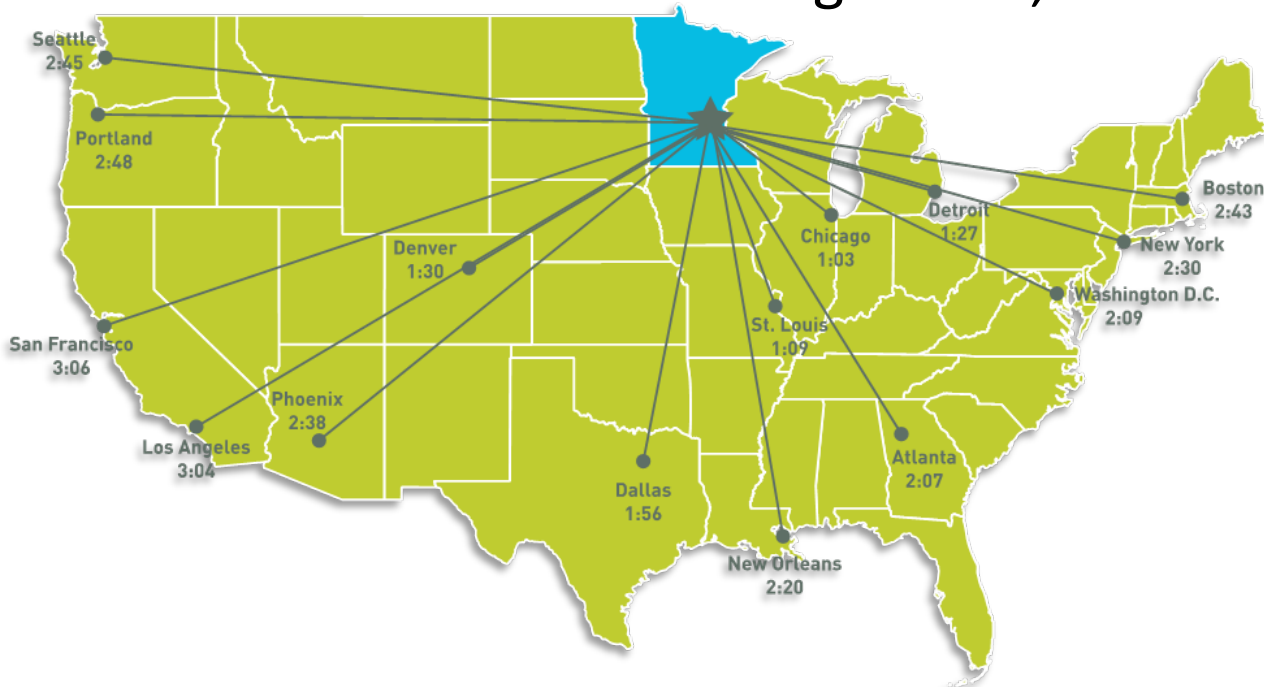 Seattle
2:45
Portland
2:48
Boston
2:43
Detroit
1:27
Chicago
1:03
New York
2:30
Denver
1:30
Washington D.C.
2:09
St. Louis
1:09
San Francisco
3:06
Phoenix
2:38
Los Angeles
3:04
Atlanta
2:07
Dallas
1:56
New Orleans
2:20